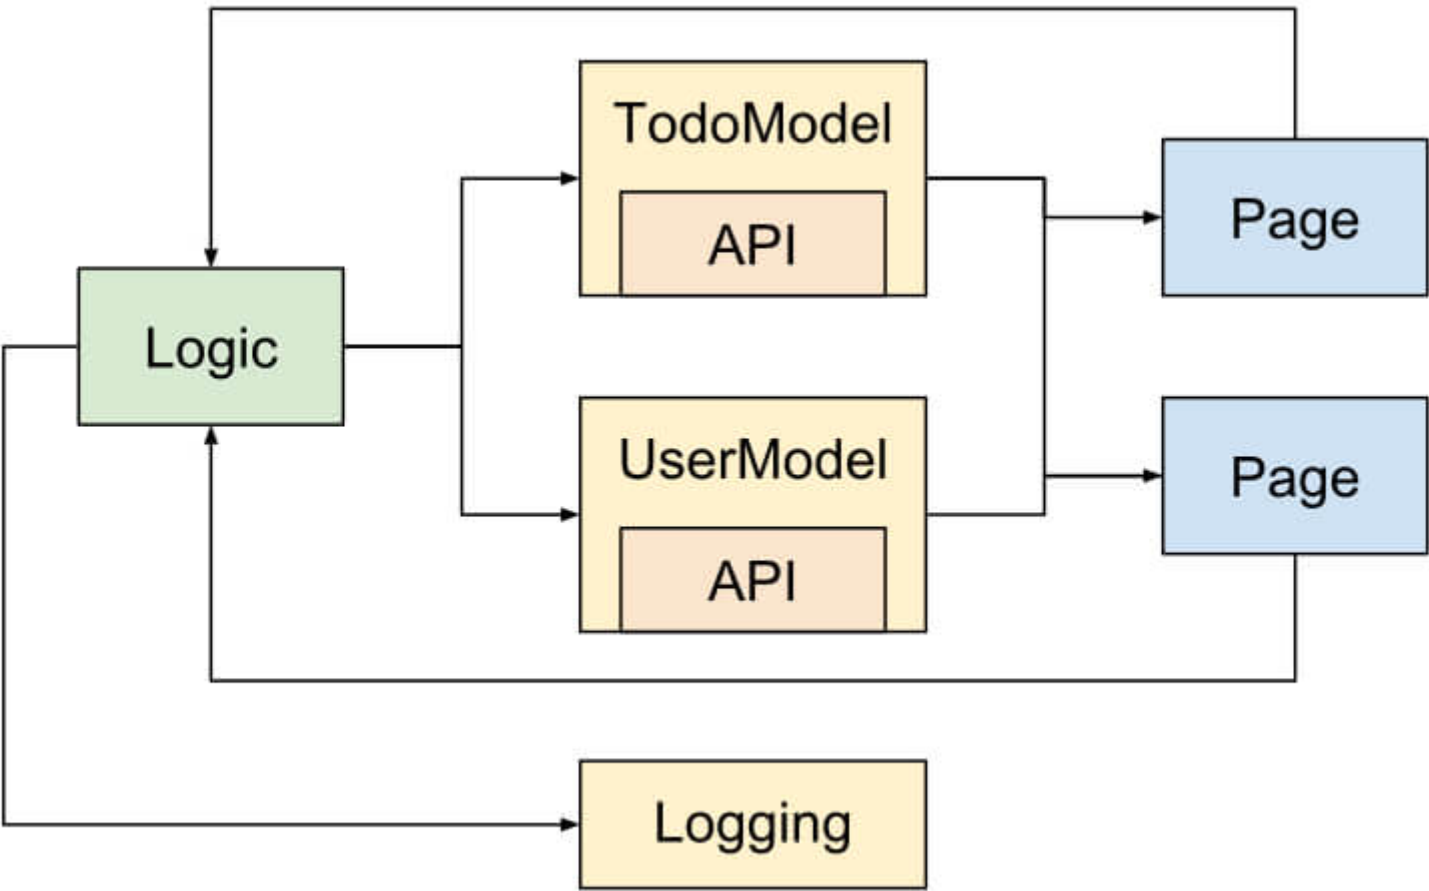 TodoModel
API
Page
Logic
UserModel
API
Page
Logging